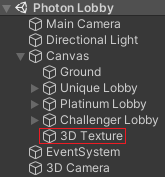 Photon Lobby
Main Camera
Directional Light
Canvas
Ground
Unique Lobby
Platinum Lobby
Challenger Lobby
3D Texture
EventSystem
3D Camera